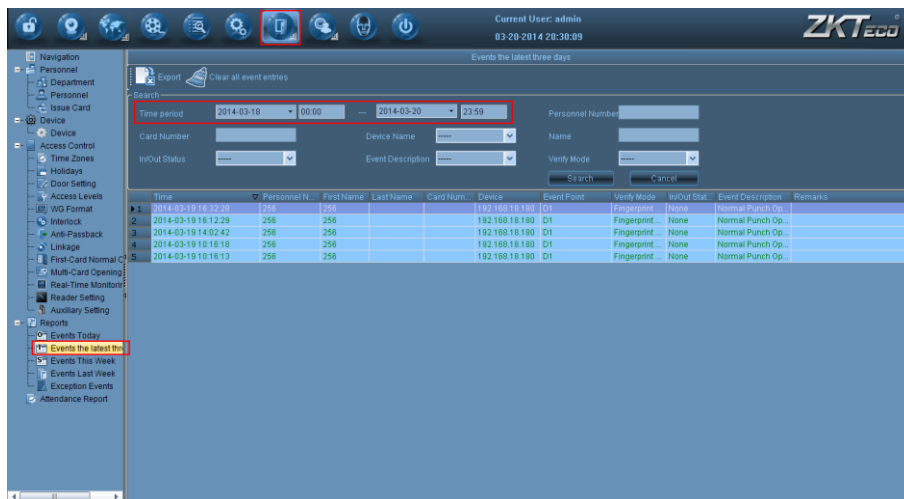 Current User: admin
03-20-2014 20:30:09
ZKTeco
Navigation
Personnel
Department
Personnel
Issue Card
Device
Device
Access Control
Time Zones
Holidays
Door Setting
Access Levels
WG Format
Interlock
Anti-Passback
Linkage
First-Card Normal
Multi-Card Opening
Real-Time Monitorin
Reader Setting
Auxillary Setting
Reports
Events Today
Events the latest thre
Events This Week
Events Last Week
Exception Events
Attendance Report
Events the latest three days
Export Clear all event entries
Search
Time period 2014-03-18 00:00 --- 2014-03-20 23:59 Personnel Number
Card Number Device Name ----- Name
In/Out Status ----- Event Description ----- Verify Mode -----
Search Cancel
Time Personnel N... First Name Last Name Card Num... Device Event Point Verify Mode In/Out Stat... Event Description Remarks
1 2014-03-19 16:32:28 256 256 192.168.18.180 D1 Fingerprint ... None Normal Punch Op...
2 2014-03-19 16:12:29 256 256 192.168.18.180 D1 Fingerprint ... None Normal Punch Op...
3 2014-03-19 14:02:42 256 256 192.168.18.180 D1 Fingerprint ... None Normal Punch Op...
4 2014-03-19 10:16:18 256 256 192.168.18.180 D1 Fingerprint ... None Normal Punch Op...
5 2014-03-19 10:16:13 256 256 192.168.18.180 D1 Fingerprint ... None Normal Punch Op...